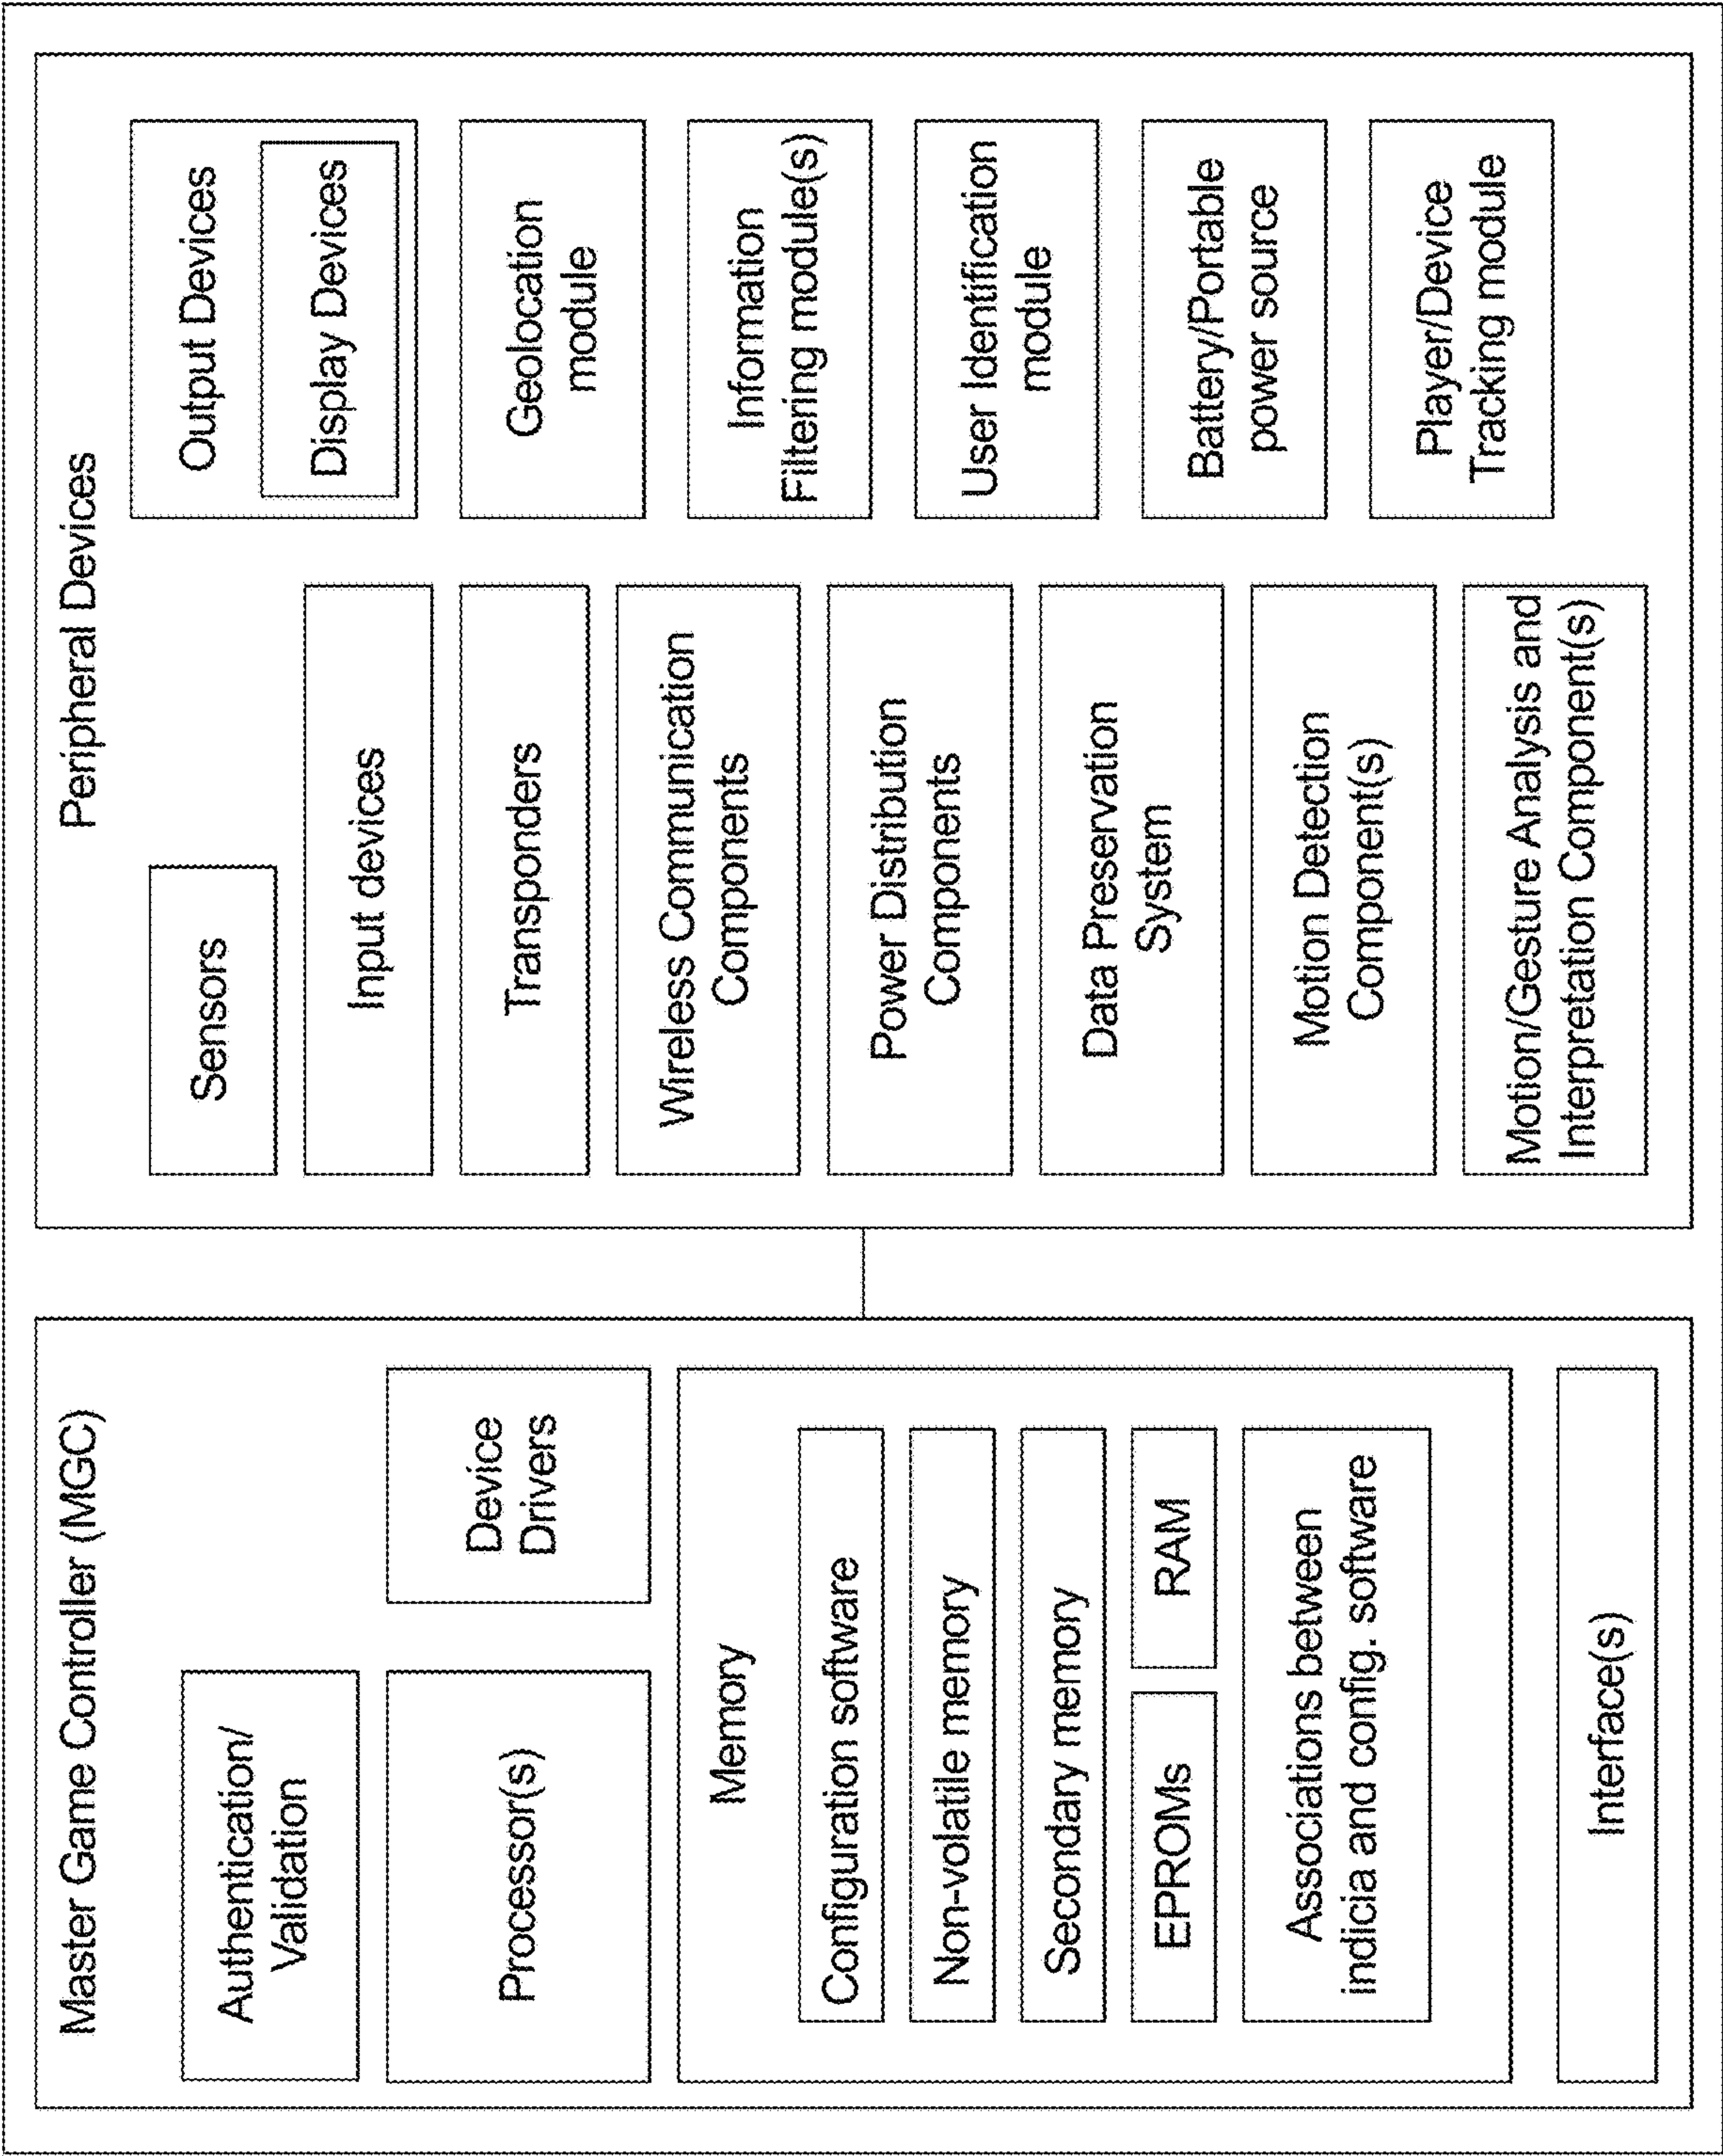 Master Game Controller (MGC)
Authentication/
Validation
Processor(s)
Device
Drivers
Memory
Configuration software
Non-volatile memory
Secondary memory
EPROMs
RAM
Associations between
indicia and config. software
Interface(s)
Peripheral Devices
Sensors
Input devices
Transponders
Wireless Communication
Components
Power Distribution
Components
Data Preservation
System
Motion Detection
Component(s)
Motion/Gesture Analysis and
Interpretation Component(s)
Output Devices
Display Devices
Geolocation
module
Information
Filtering module(s)
User Identification
module
Battery/Portable
power source
Player/Device
Tracking module